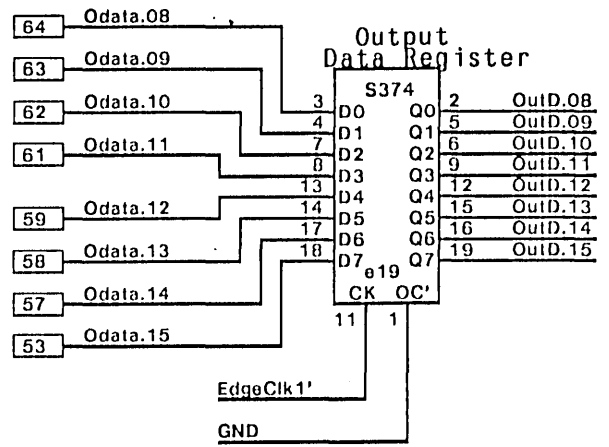 64 Odata.08
Output
Data Register
63 Odata.09
S374
62 Odata.10
3 D0 Q0 2 OutD.08
4 D1 Q1 5 OutD.09
61 Odata.11
7 D2 Q2 6 OutD.10
8 D3 Q3 9 OutD.11
13 D4 Q4 12 OutD.12
59 Odata.12
14 D5 Q5 15 OutD.13
17 D6 Q6 16 OutD.14
58 Odata.13
18 D7 Q7 19 OutD.15
e19
57 Odata.14
CK OC'
11 1
53 Odata.15
EdgeClk1'
GND